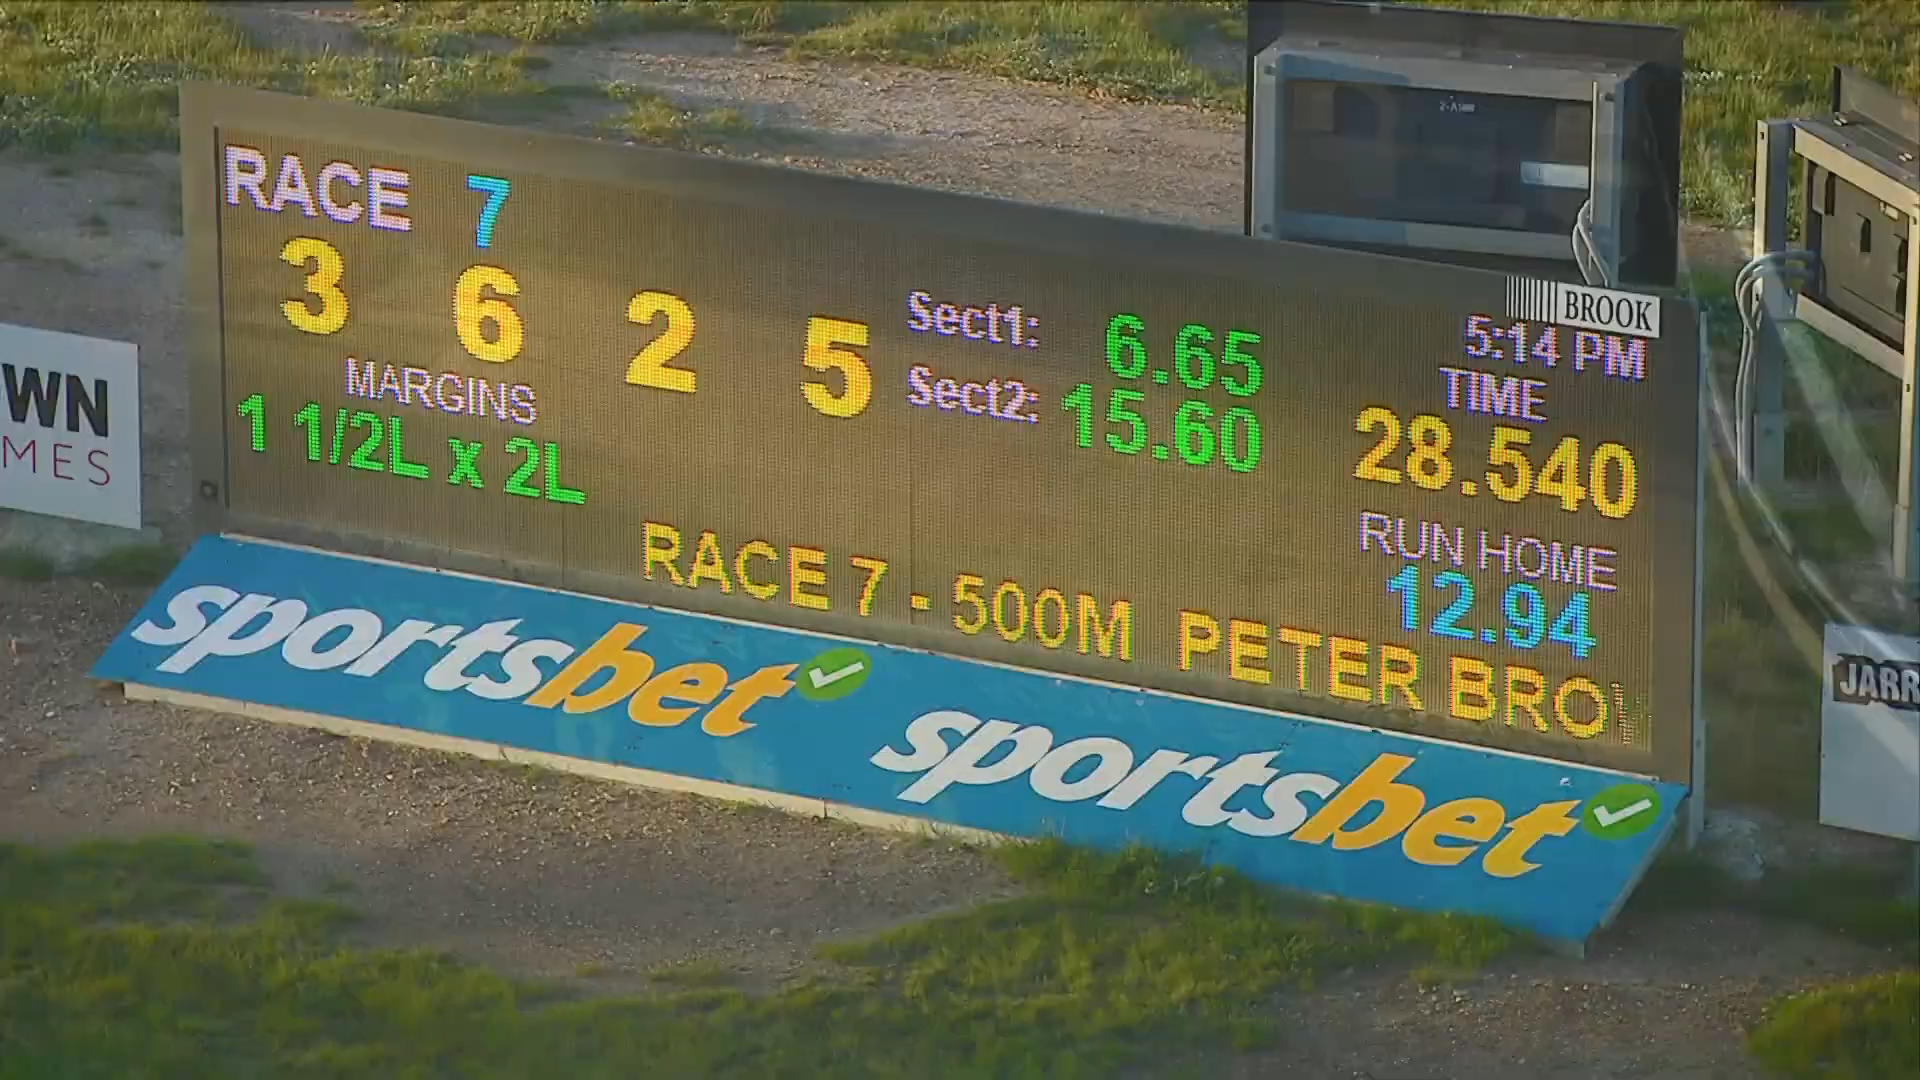 RACE 7
3 6 2 5
MARGINS
1 1/2L x 2L
Sect1: 6.65
Sect2: 15.60
BROOK
5:14 PM
TIME
28.540
RUN HOME
12.94
RACE 7 - 500M PETER BRO
sportsbet
sportsbet
WN
MES
JARR